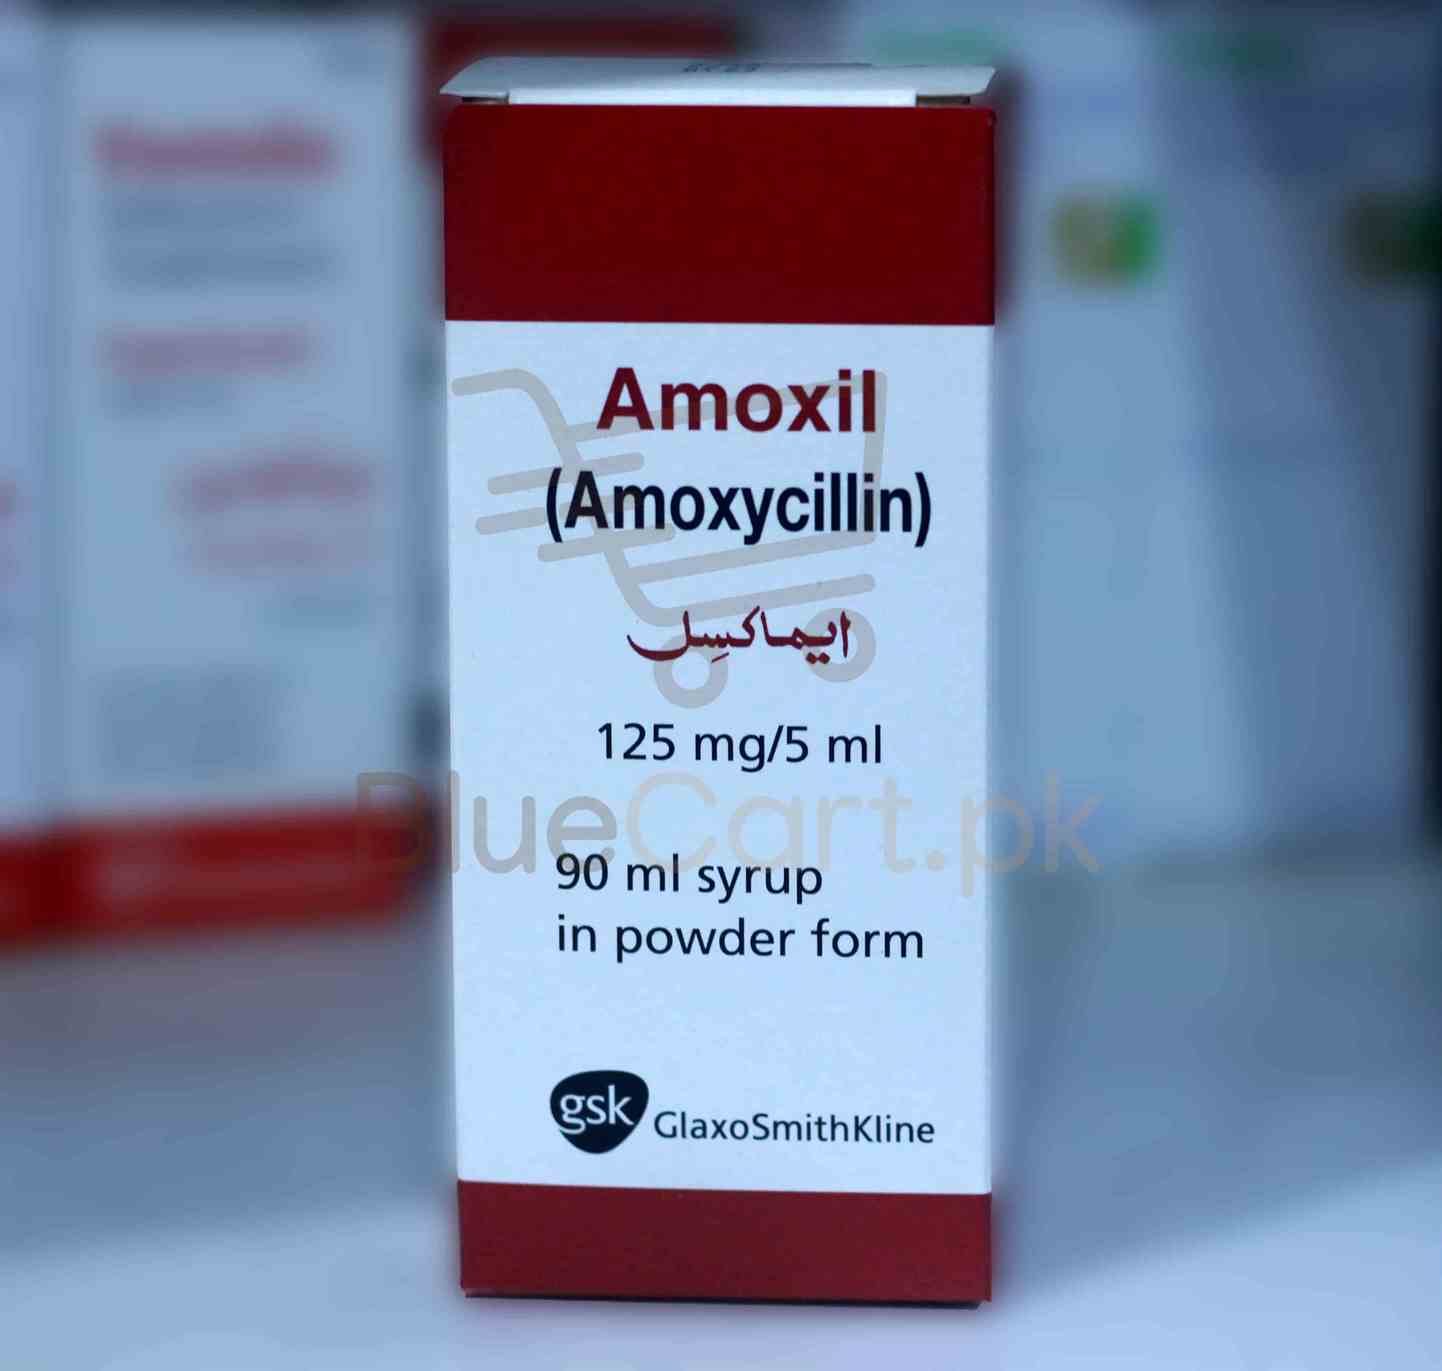 Amoxil
(Amoxycillin)
ایماکسِل
125 mg/5 ml
BlueCart.pk
90 ml syrup
in powder form
gsk GlaxoSmithKline